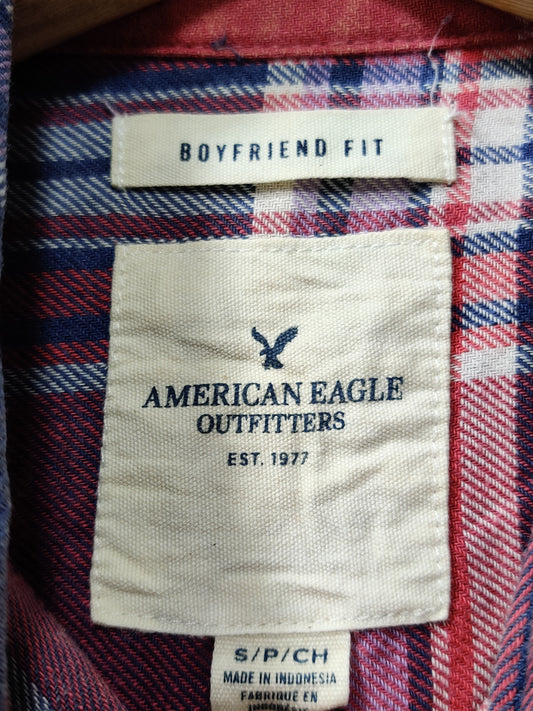 BOYFRIEND FIT
AMERICAN EAGLE
OUTFITTERS
EST. 1977
S/P/CH
MADE IN INDONESIA
FABRIQUE EN